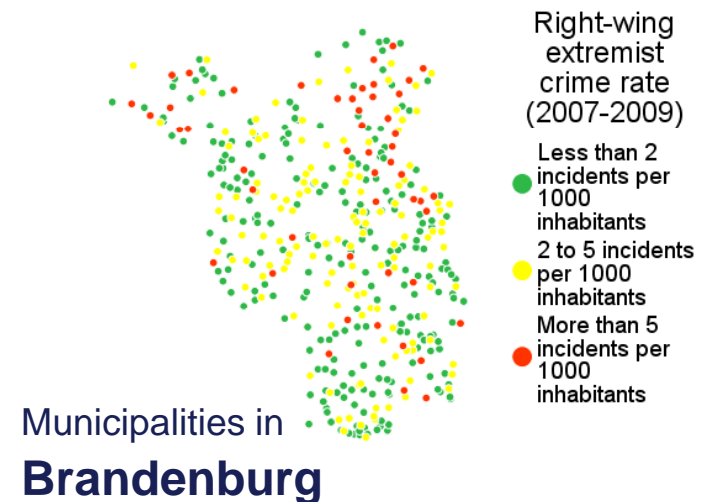 Right-wing
extremist
crime rate
(2007-2009)
Less than 2
incidents per
1000
inhabitants
2 to 5 incidents
per 1000
inhabitants
More than 5
incidents per
1000
inhabitants
Municipalities in
Brandenburg